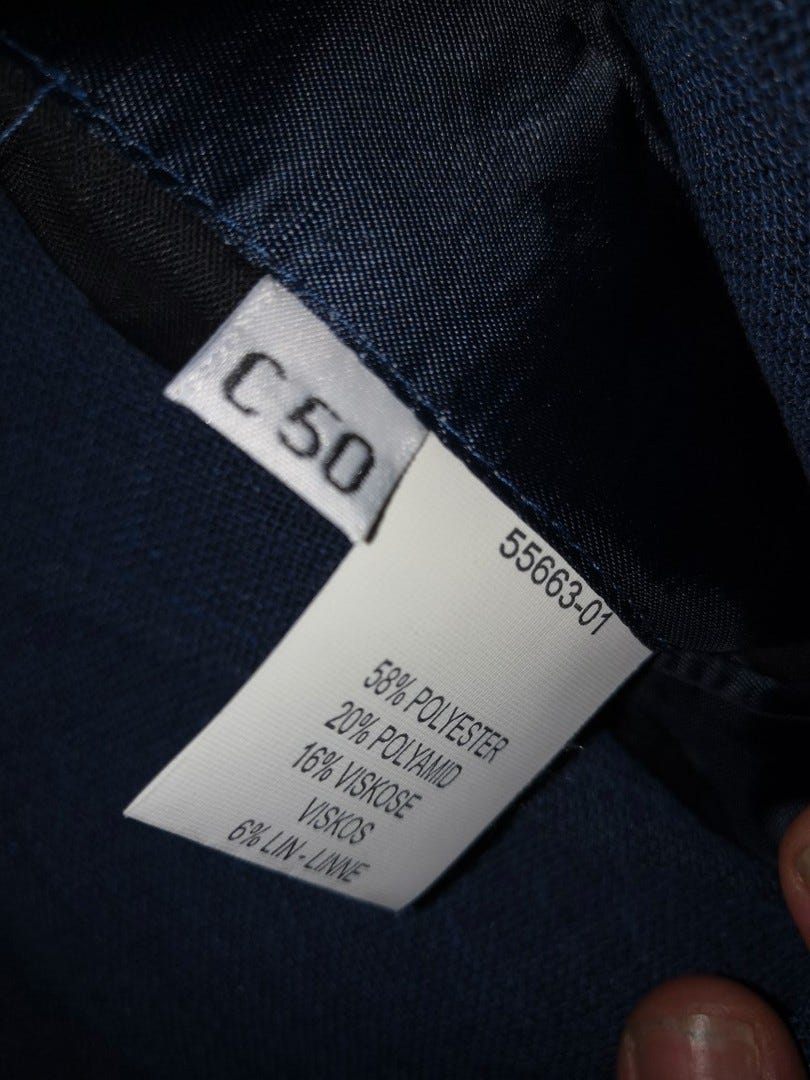 C 50
55663-01
58% POLYESTER
20% POLYAMID
16% VISKOSE
VISKOS
6% LIN - LINNE